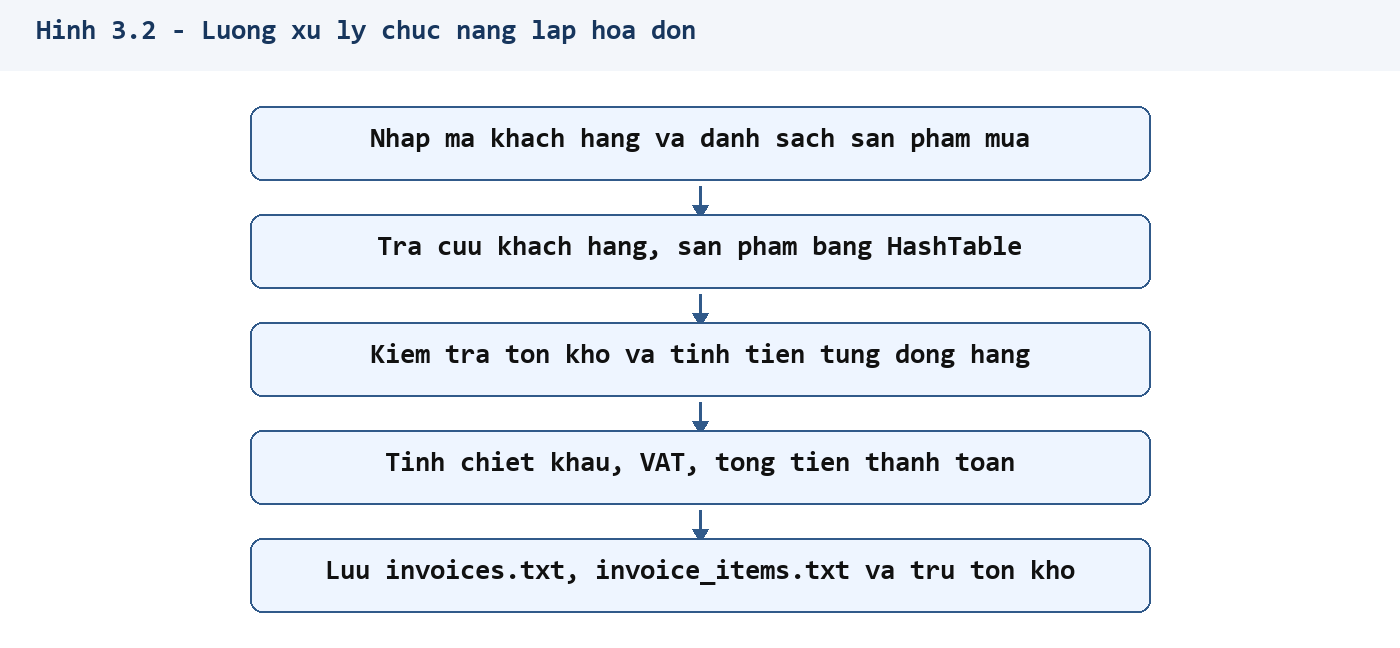 Hinh 3.2 - Luong xu ly chuc nang lap hoa don
Nhap ma khach hang va danh sach san pham mua
Tra cuu khach hang, san pham bang HashTable
Kiem tra ton kho va tinh tien tung dong hang
Tinh chiet khau, VAT, tong tien thanh toan
Luu invoices.txt, invoice_items.txt va tru ton kho